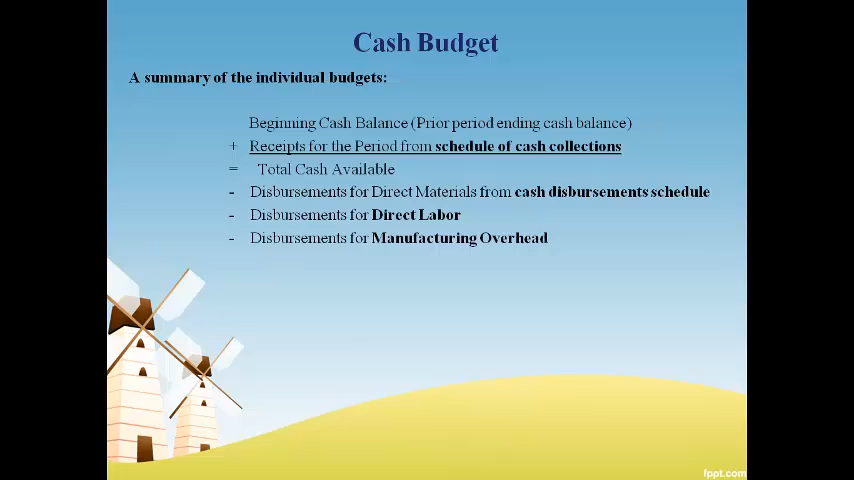 Cash Budget
A summary of the individual budgets:
Beginning Cash Balance (Prior period ending cash balance)
+ Receipts for the Period from schedule of cash collections
= Total Cash Available
- Disbursements for Direct Materials from cash disbursements schedule
- Disbursements for Direct Labor
- Disbursements for Manufacturing Overhead
fppt.com